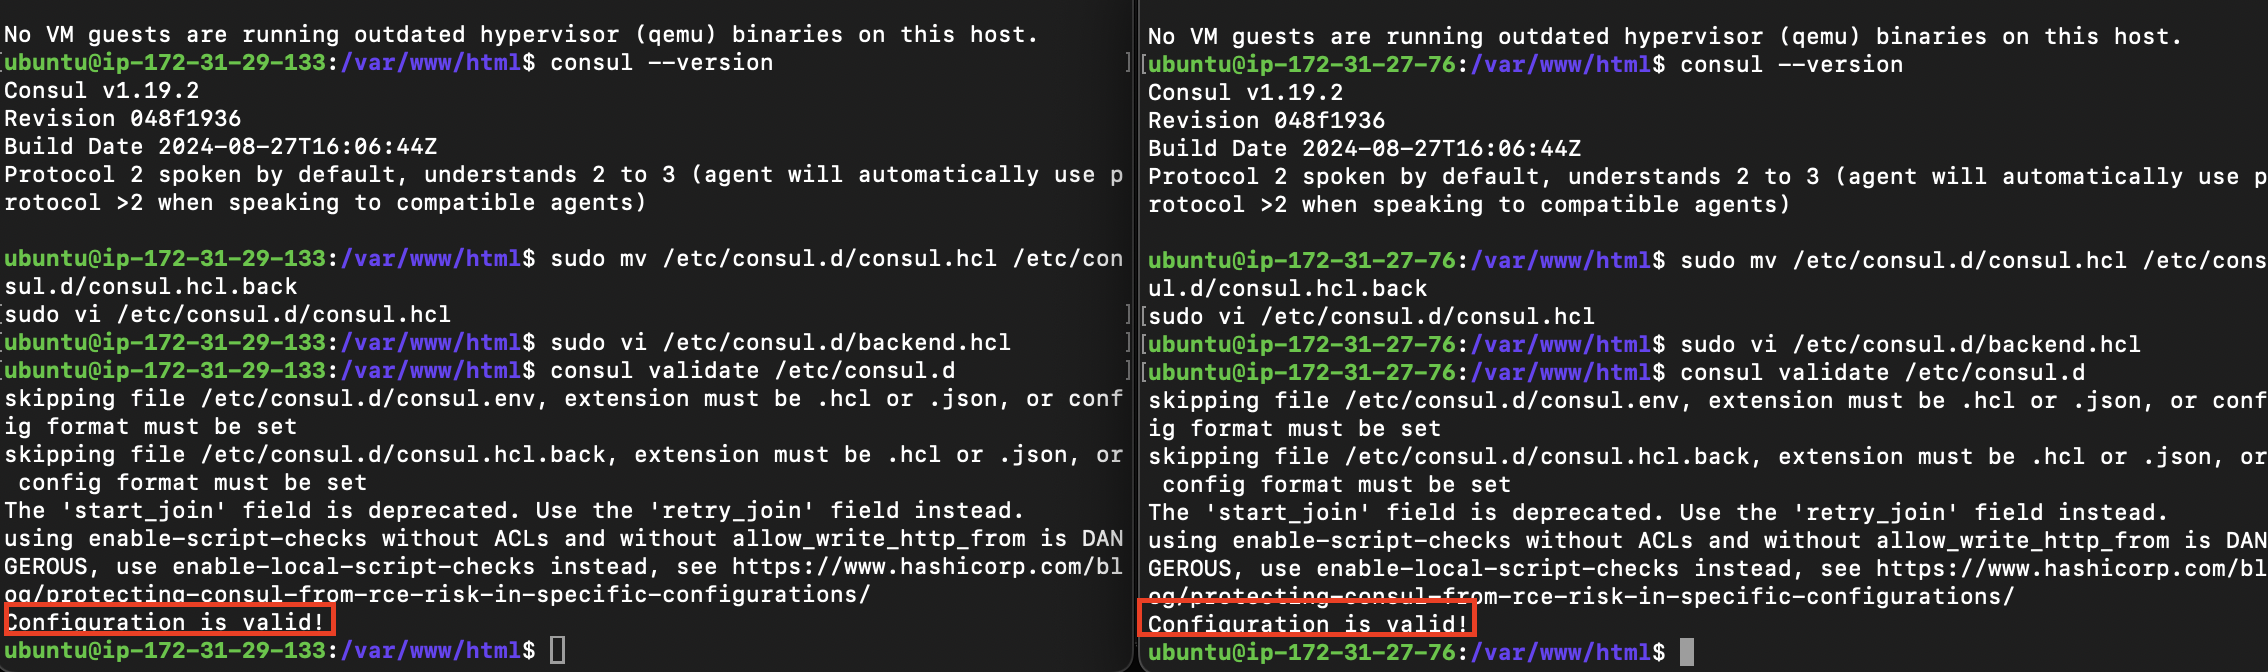 No VM guests are running outdated hypervisor (qemu) binaries on this host.
[ubuntu@ip-172-31-29-133:/var/www/html$ consul --version ]
Consul v1.19.2
Revision 048f1936
Build Date 2024-08-27T16:06:44Z
Protocol 2 spoken by default, understands 2 to 3 (agent will automatically use p
rotocol >2 when speaking to compatible agents)
ubuntu@ip-172-31-29-133:/var/www/html$ sudo mv /etc/consul.d/consul.hcl /etc/con
sul.d/consul.hcl.back
[sudo vi /etc/consul.d/consul.hcl ]
[ubuntu@ip-172-31-29-133:/var/www/html$ sudo vi /etc/consul.d/backend.hcl ]
[ubuntu@ip-172-31-29-133:/var/www/html$ consul validate /etc/consul.d ]
skipping file /etc/consul.d/consul.env, extension must be .hcl or .json, or conf
ig format must be set
skipping file /etc/consul.d/consul.hcl.back, extension must be .hcl or .json, or
 config format must be set
The 'start_join' field is deprecated. Use the 'retry_join' field instead.
using enable-script-checks without ACLs and without allow_write_http_from is DAN
GEROUS, use enable-local-script-checks instead, see https://www.hashicorp.com/bl
og/protecting-consul-from-rce-risk-in-specific-configurations/
Configuration is valid!
ubuntu@ip-172-31-29-133:/var/www/html$
No VM guests are running outdated hypervisor (qemu) binaries on this host.
[ubuntu@ip-172-31-27-76:/var/www/html$ consul --version
Consul v1.19.2
Revision 048f1936
Build Date 2024-08-27T16:06:44Z
Protocol 2 spoken by default, understands 2 to 3 (agent will automatically use p
rotocol >2 when speaking to compatible agents)
ubuntu@ip-172-31-27-76:/var/www/html$ sudo mv /etc/consul.d/consul.hcl /etc/cons
ul.d/consul.hcl.back
[sudo vi /etc/consul.d/consul.hcl
[ubuntu@ip-172-31-27-76:/var/www/html$ sudo vi /etc/consul.d/backend.hcl
[ubuntu@ip-172-31-27-76:/var/www/html$ consul validate /etc/consul.d
skipping file /etc/consul.d/consul.env, extension must be .hcl or .json, or conf
ig format must be set
skipping file /etc/consul.d/consul.hcl.back, extension must be .hcl or .json, or
 config format must be set
The 'start_join' field is deprecated. Use the 'retry_join' field instead.
using enable-script-checks without ACLs and without allow_write_http_from is DAN
GEROUS, use enable-local-script-checks instead, see https://www.hashicorp.com/bl
og/protecting-consul-from-rce-risk-in-specific-configurations/
Configuration is valid!
ubuntu@ip-172-31-27-76:/var/www/html$